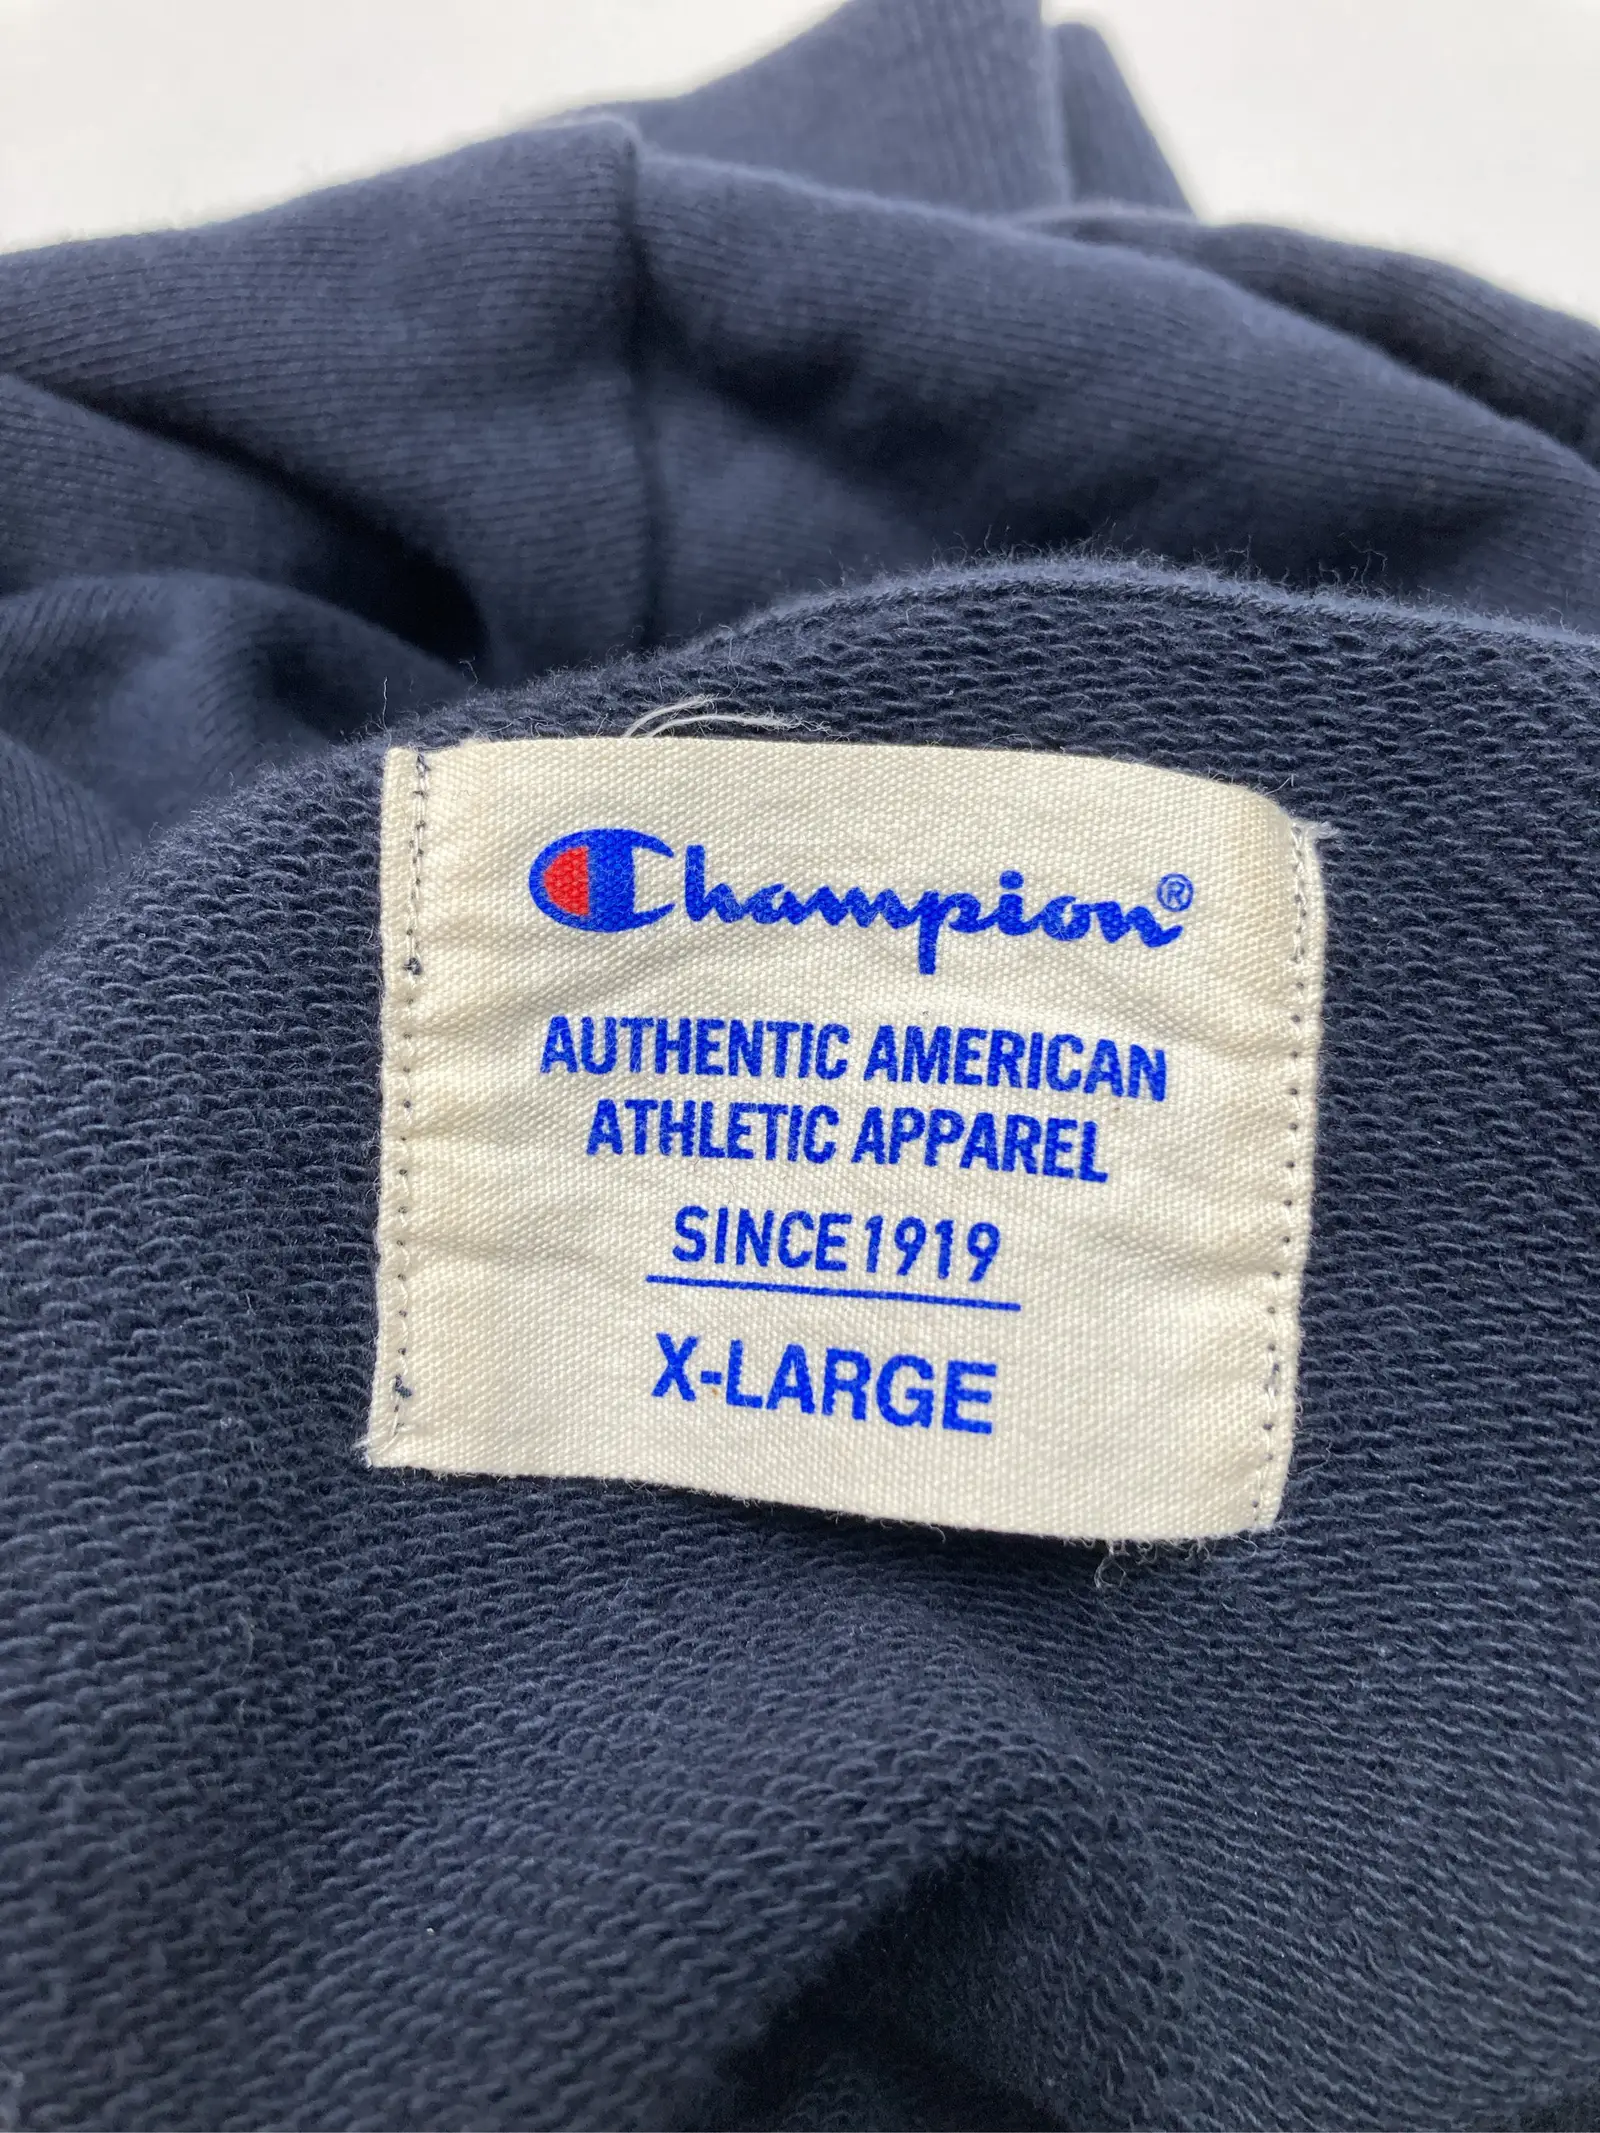 Champion®
AUTHENTIC AMERICAN
ATHLETIC APPAREL
SINCE 1919
X-LARGE